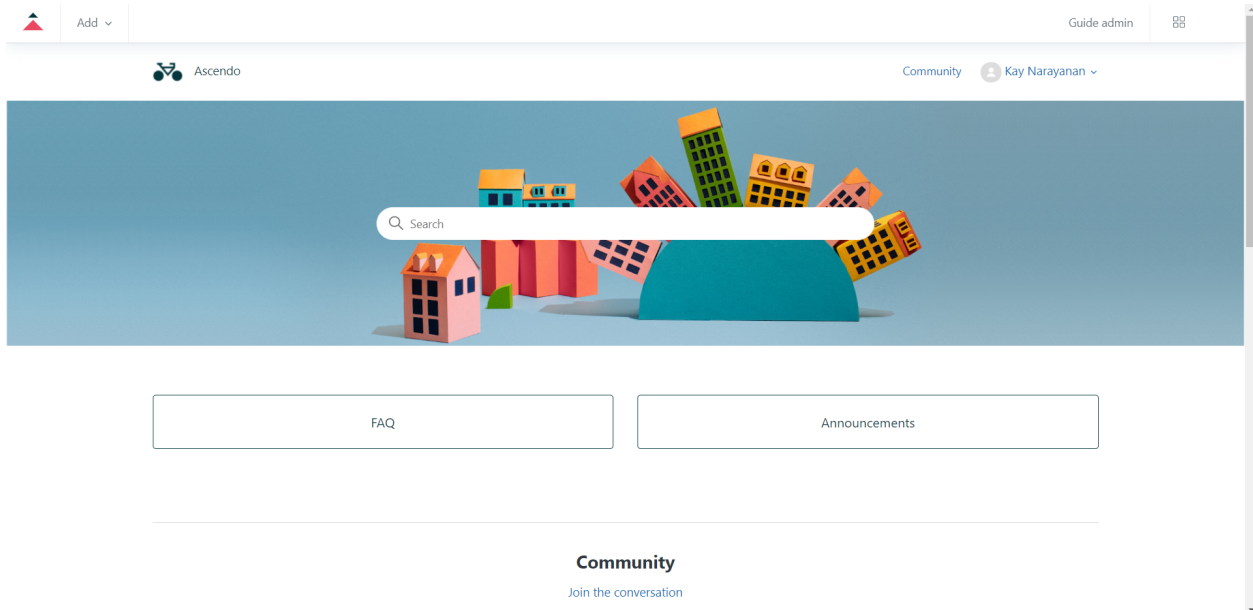 Add
Guide admin
Ascendo
Community
Kay Narayanan
Search
FAQ
Announcements
Community
Join the conversation